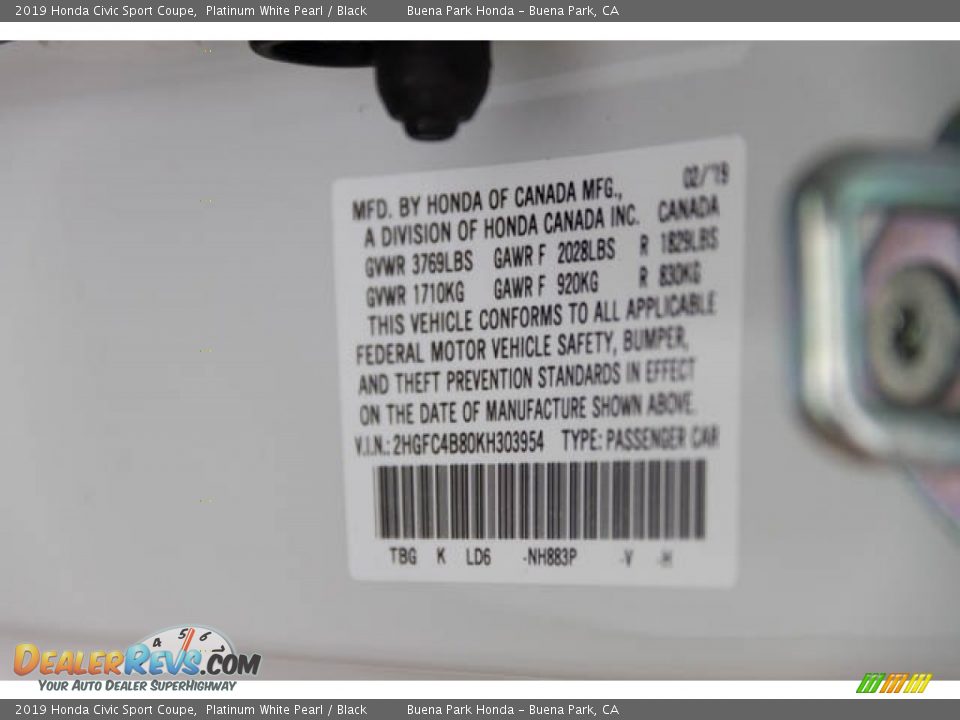 2019 Honda Civic Sport Coupe,  Platinum White Pearl / Black          Buena Park Honda – Buena Park, CA
02/'19
MFD. BY HONDA OF CANADA MFG.,
A DIVISION OF HONDA CANADA INC. CANADA
GVWR 3769LBS GAWR F 2028LBS R 1829LBS
GVWR 1710KG GAWR F 920KG R 830KG
THIS VEHICLE CONFORMS TO ALL APPLICABLE
FEDERAL MOTOR VEHICLE SAFETY, BUMPER,
AND THEFT PREVENTION STANDARDS IN EFFECT
ON THE DATE OF MANUFACTURE SHOWN ABOVE.
V.I.N.: 2HGFC4B80KH303954 TYPE: PASSENGER CAR
TBG K LD6 -NH883P -V -H
4 5 6
DEALERREVS.COM
YOUR AUTO DEALER SUPERHIGHWAY
2019 Honda Civic Sport Coupe,  Platinum White Pearl / Black          Buena Park Honda – Buena Park, CA